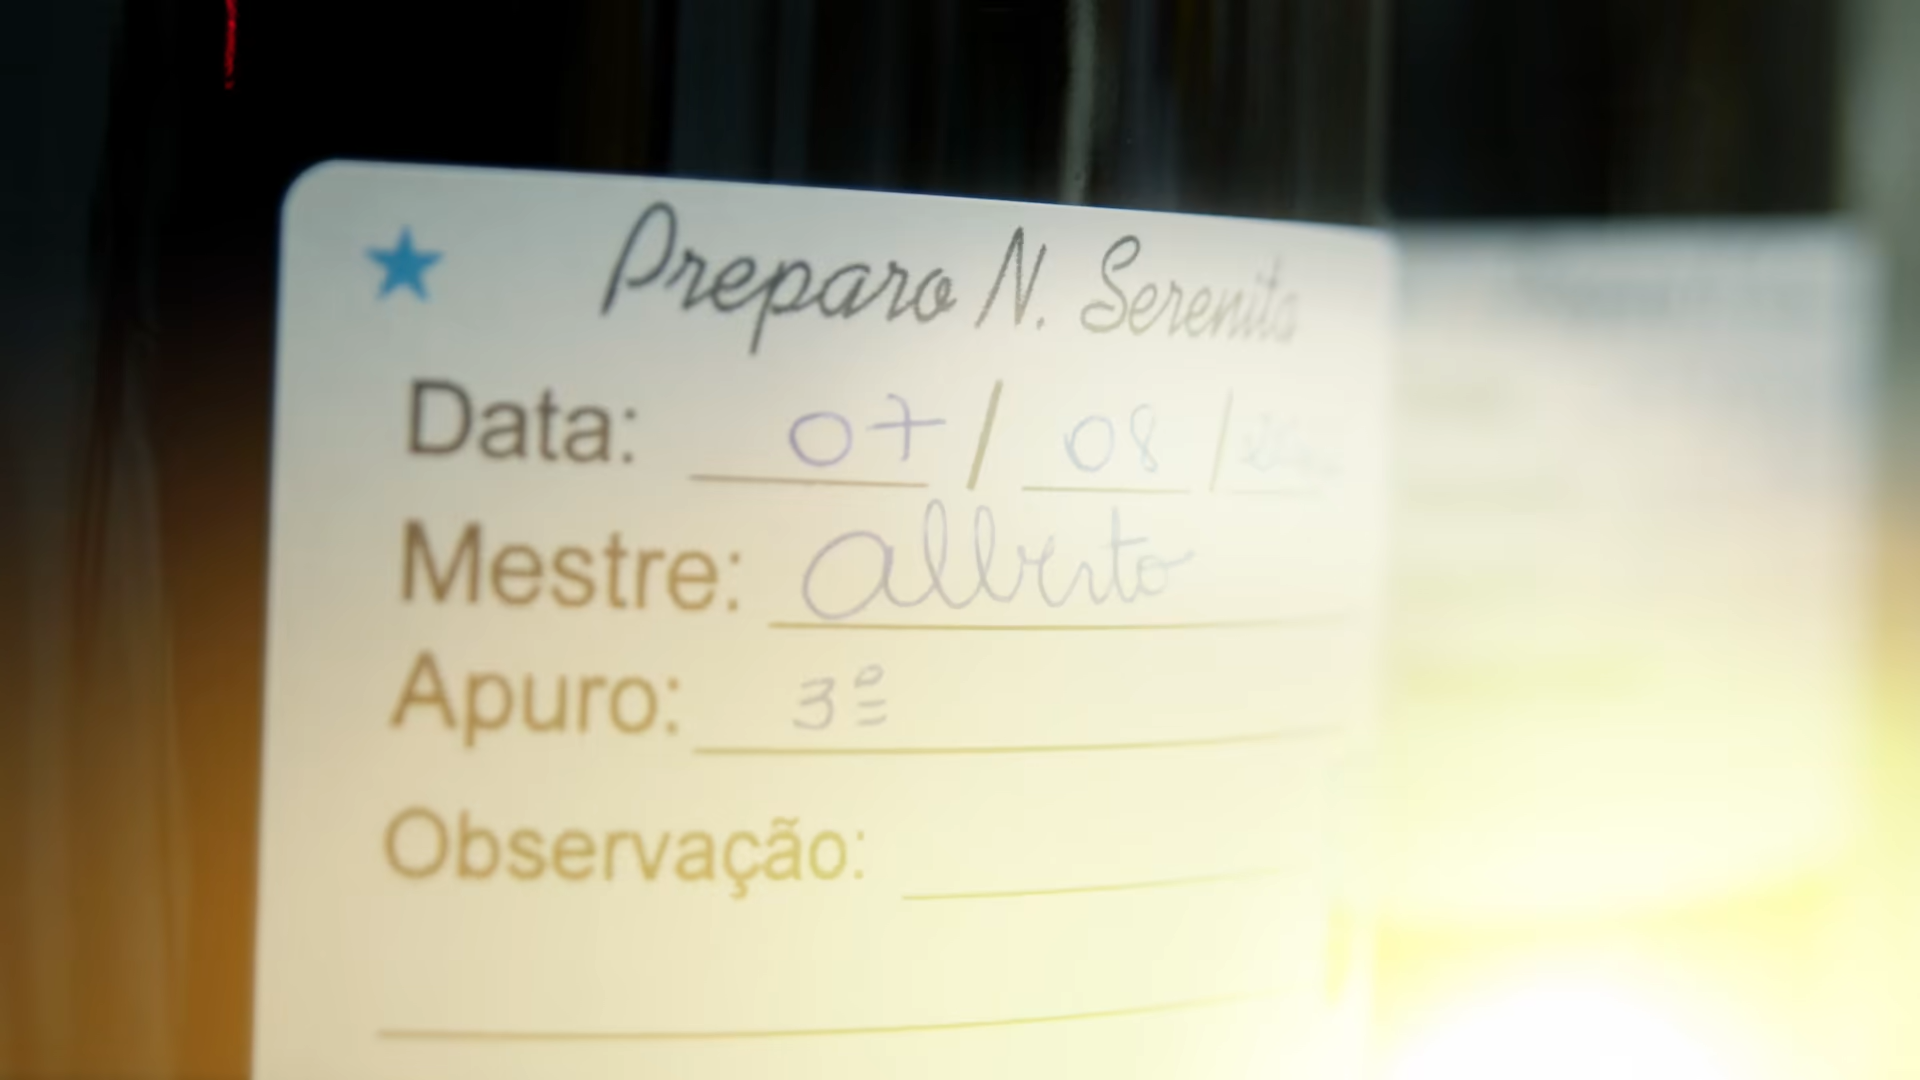 Preparo N. Serenita
Data: 07 / 08 /
Mestre: alberto
Apuro: 3º
Observação: